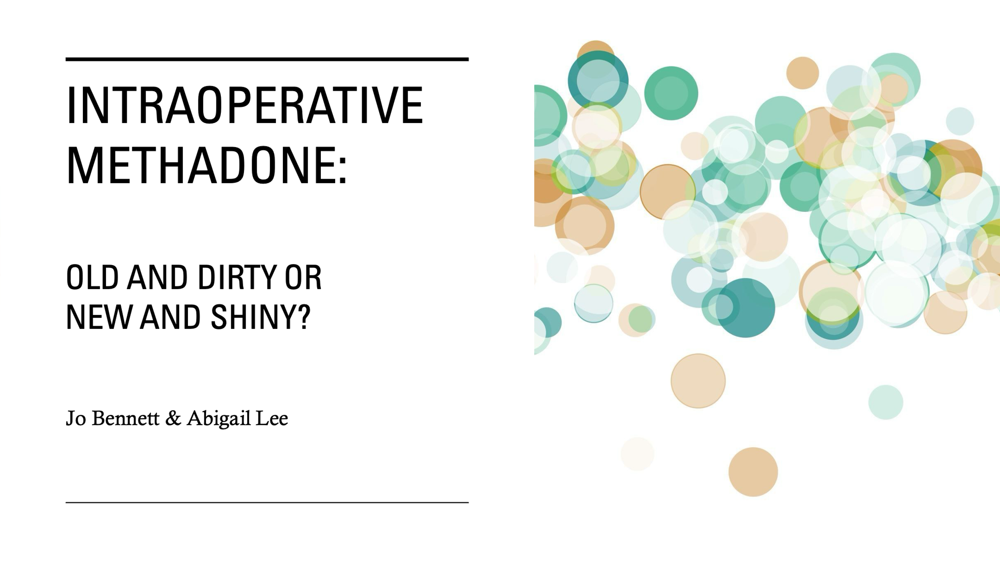 INTRAOPERATIVE
METHADONE:
OLD AND DIRTY OR
NEW AND SHINY?
Jo Bennett & Abigail Lee